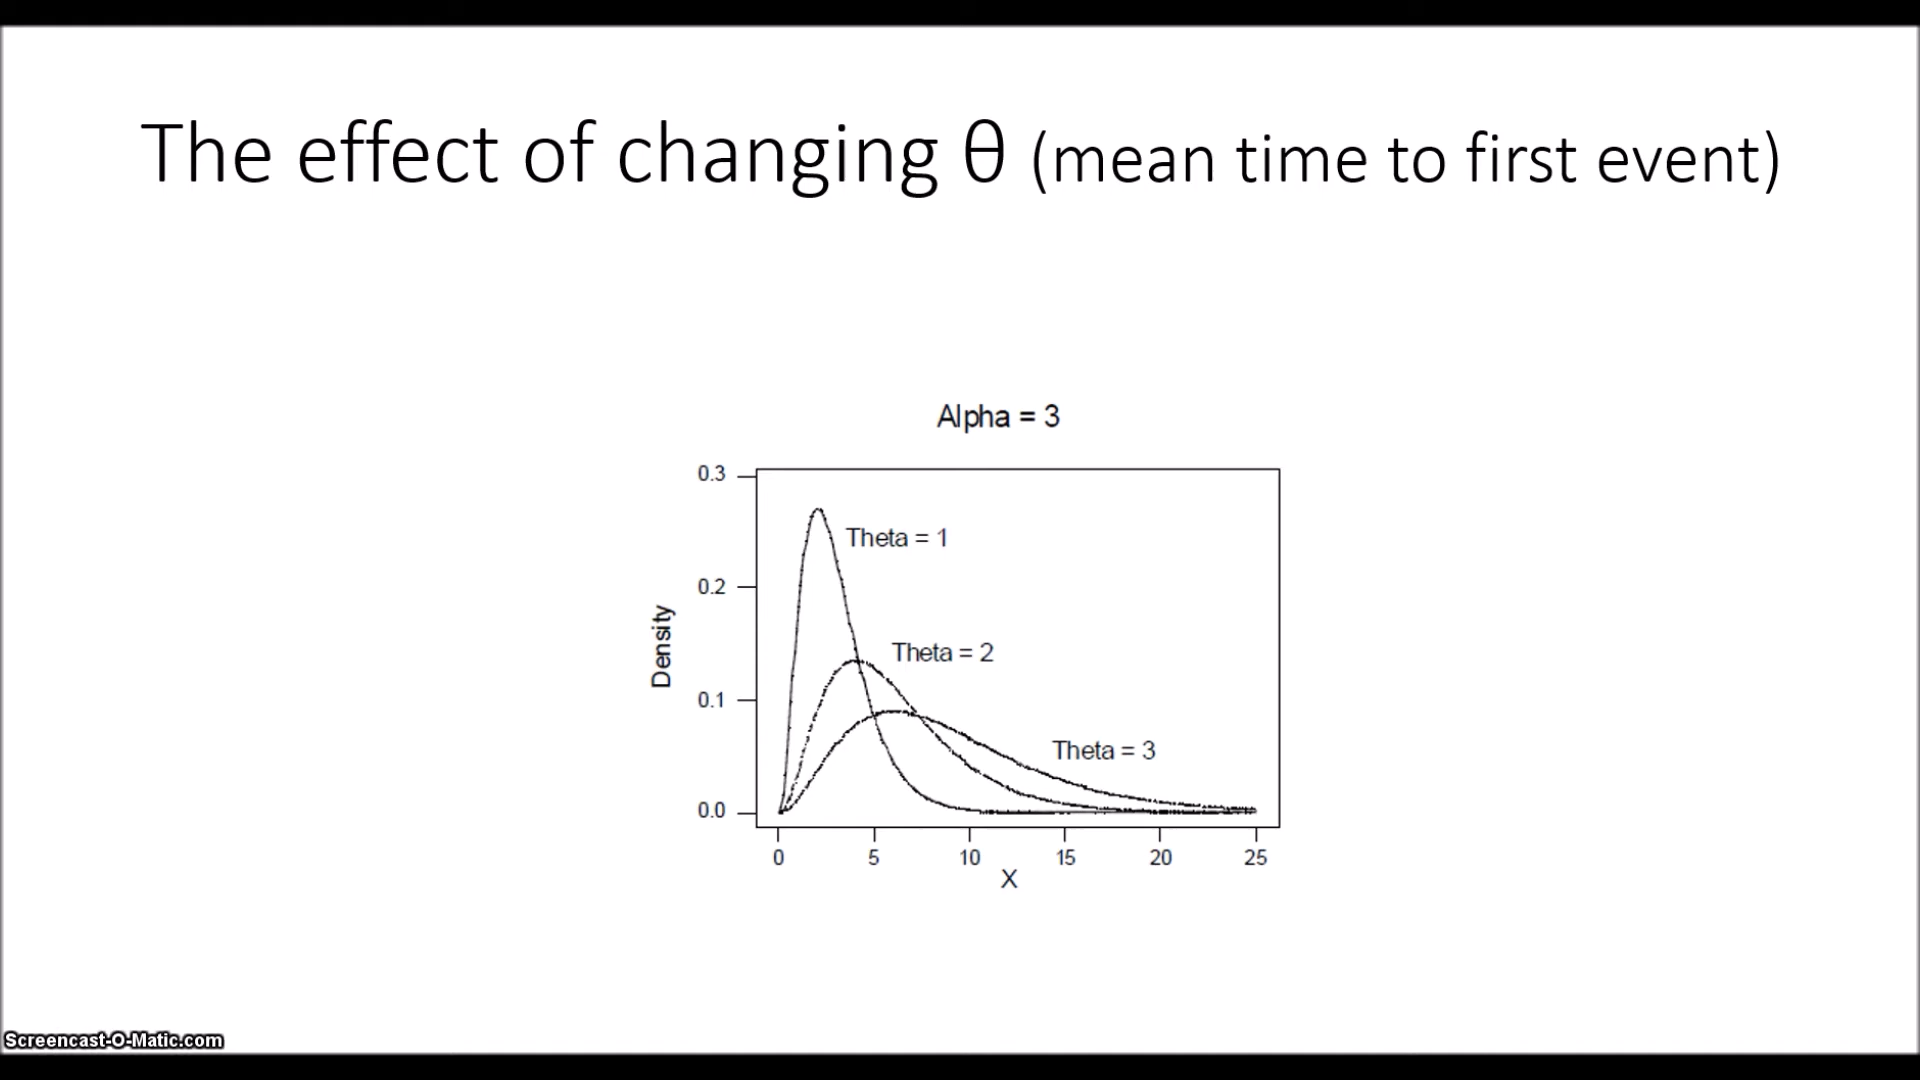 The effect of changing θ (mean time to first event)
Alpha = 3
0.3
Theta = 1
0.2
Density
Theta = 2
0.1
Theta = 3
0.0
0 5 10 15 20 25
X
Screencast-O-Matic.com